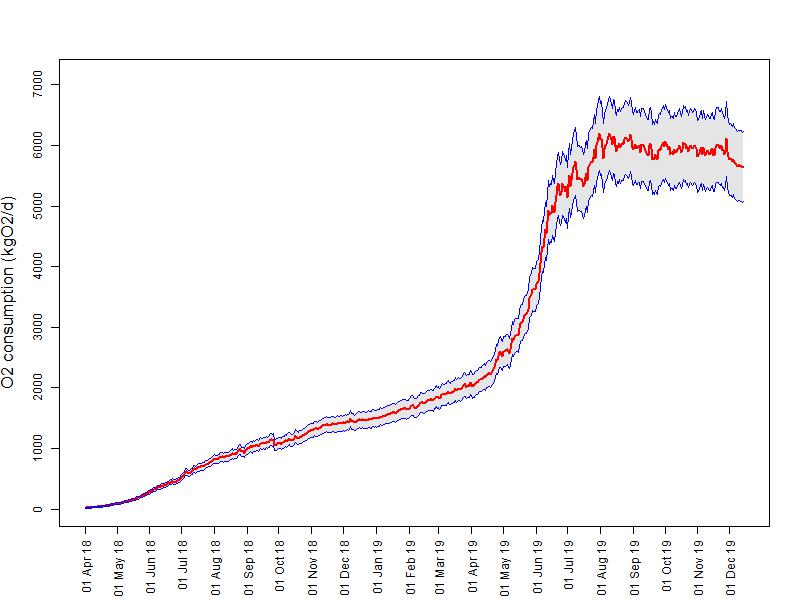 O2 consumption (kgO2/d)
7000
6000
5000
4000
3000
2000
1000
0
01 Apr 18
01 May 18
01 Jun 18
01 Jul 18
01 Aug 18
01 Sep 18
01 Oct 18
01 Nov 18
01 Dec 18
01 Jan 19
01 Feb 19
01 Mar 19
01 Apr 19
01 May 19
01 Jun 19
01 Jul 19
01 Aug 19
01 Sep 19
01 Oct 19
01 Nov 19
01 Dec 19